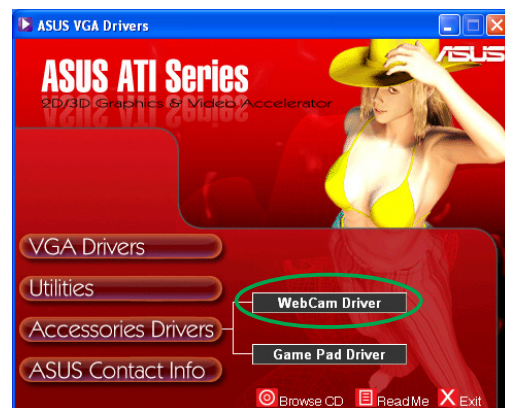 ASUS VGA Drivers
ASUS
ASUS ATI Series
2D/3D Graphics & Video Accelerator
VGA Drivers
Utilities
WebCam Driver
Accessories Drivers
Game Pad Driver
ASUS Contact Info
Browse CD ReadMe X Exit